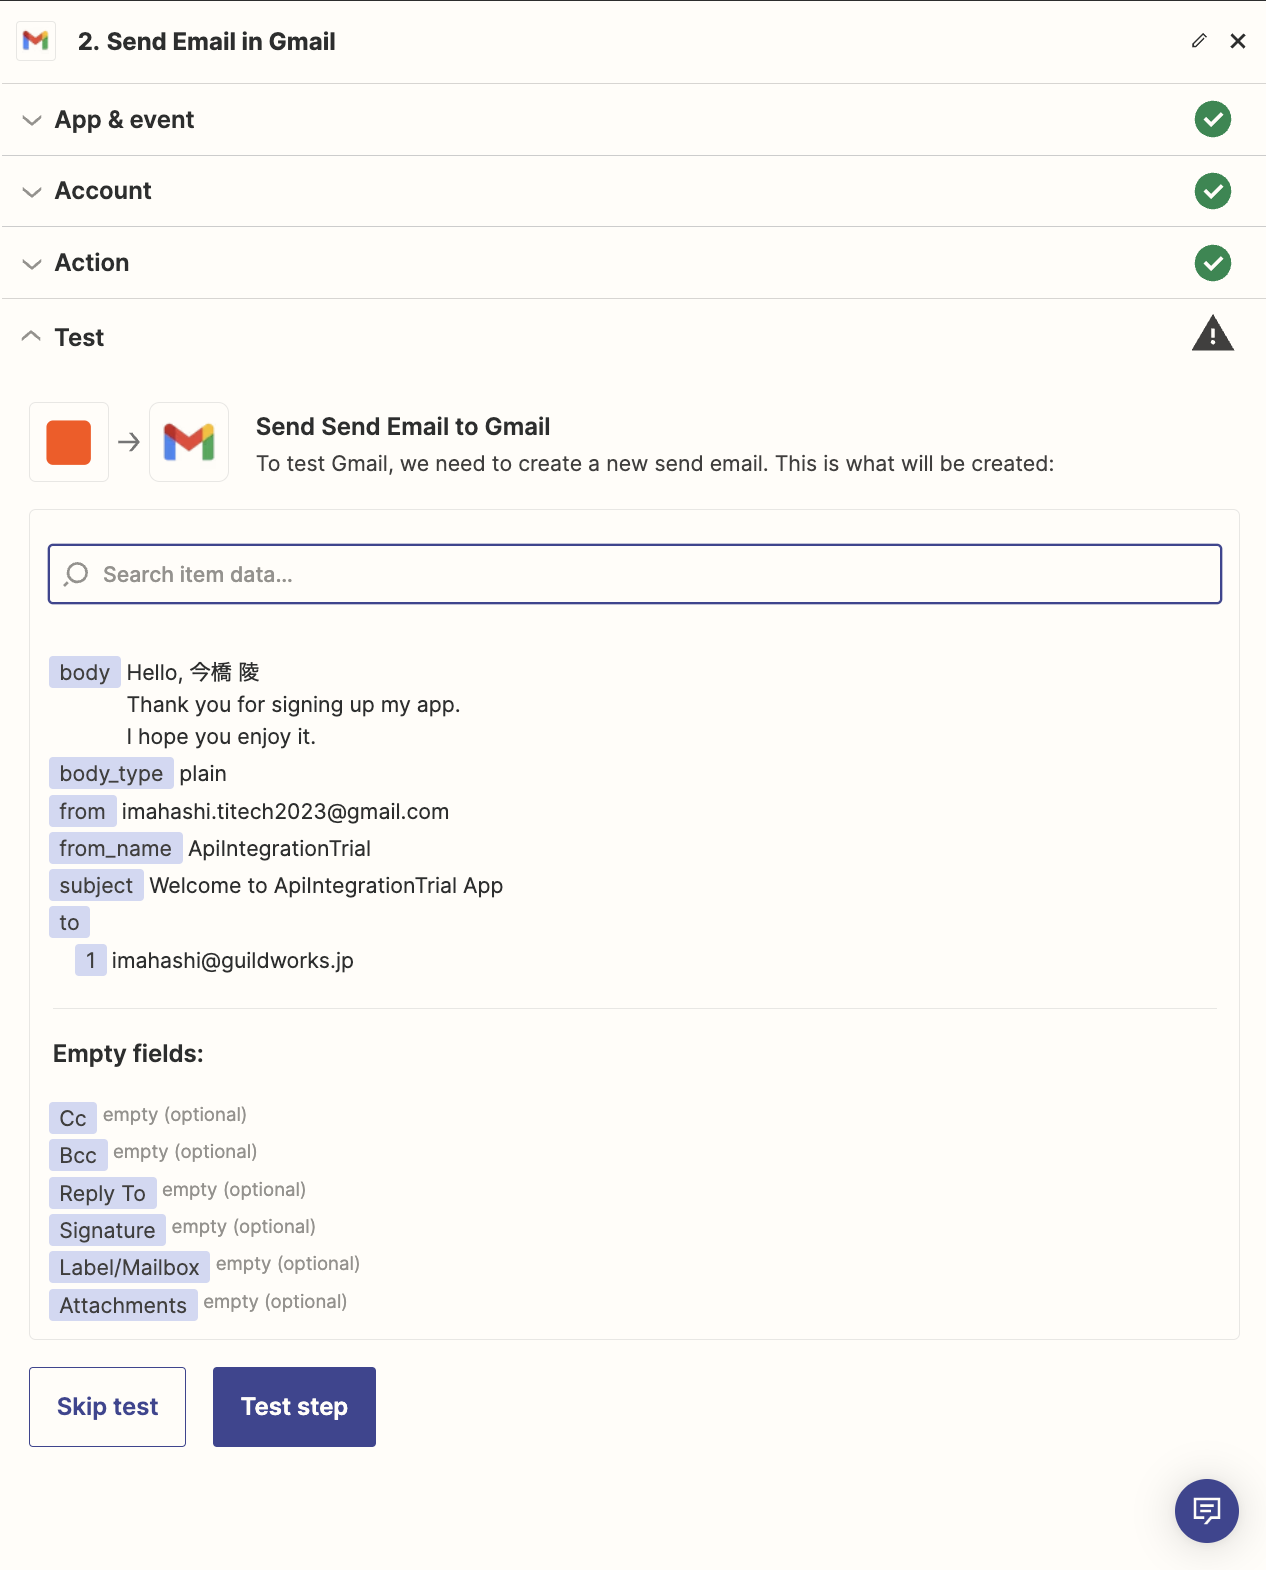 2. Send Email in Gmail
App & event
Account
Action
Test
Send Send Email to Gmail
To test Gmail, we need to create a new send email. This is what will be created:
Search item data...
body Hello, 今橋 陵
Thank you for signing up my app.
I hope you enjoy it.
body_type plain
from imahashi.titech2023@gmail.com
from_name ApiIntegrationTrial
subject Welcome to ApiIntegrationTrial App
to
1 imahashi@guildworks.jp
Empty fields:
Cc empty (optional)
Bcc empty (optional)
Reply To empty (optional)
Signature empty (optional)
Label/Mailbox empty (optional)
Attachments empty (optional)
Skip test Test step